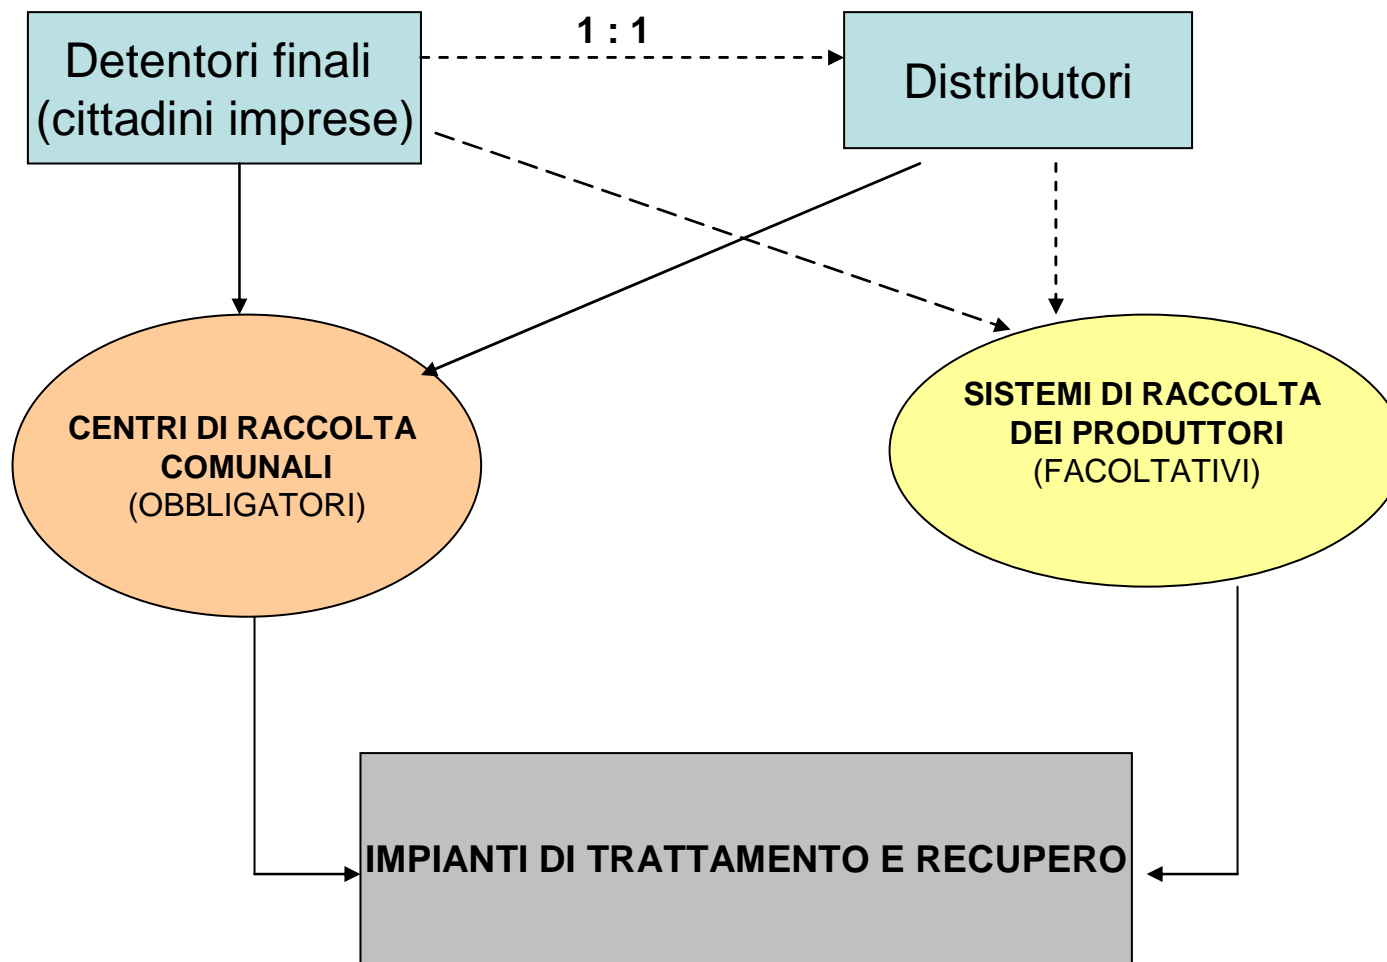 1 : 1
Detentori finali
(cittadini imprese)
Distributori
CENTRI DI RACCOLTA
COMUNALI
(OBBLIGATORI)
SISTEMI DI RACCOLTA
DEI PRODUTTORI
(FACOLTATIVI)
IMPIANTI DI TRATTAMENTO E RECUPERO